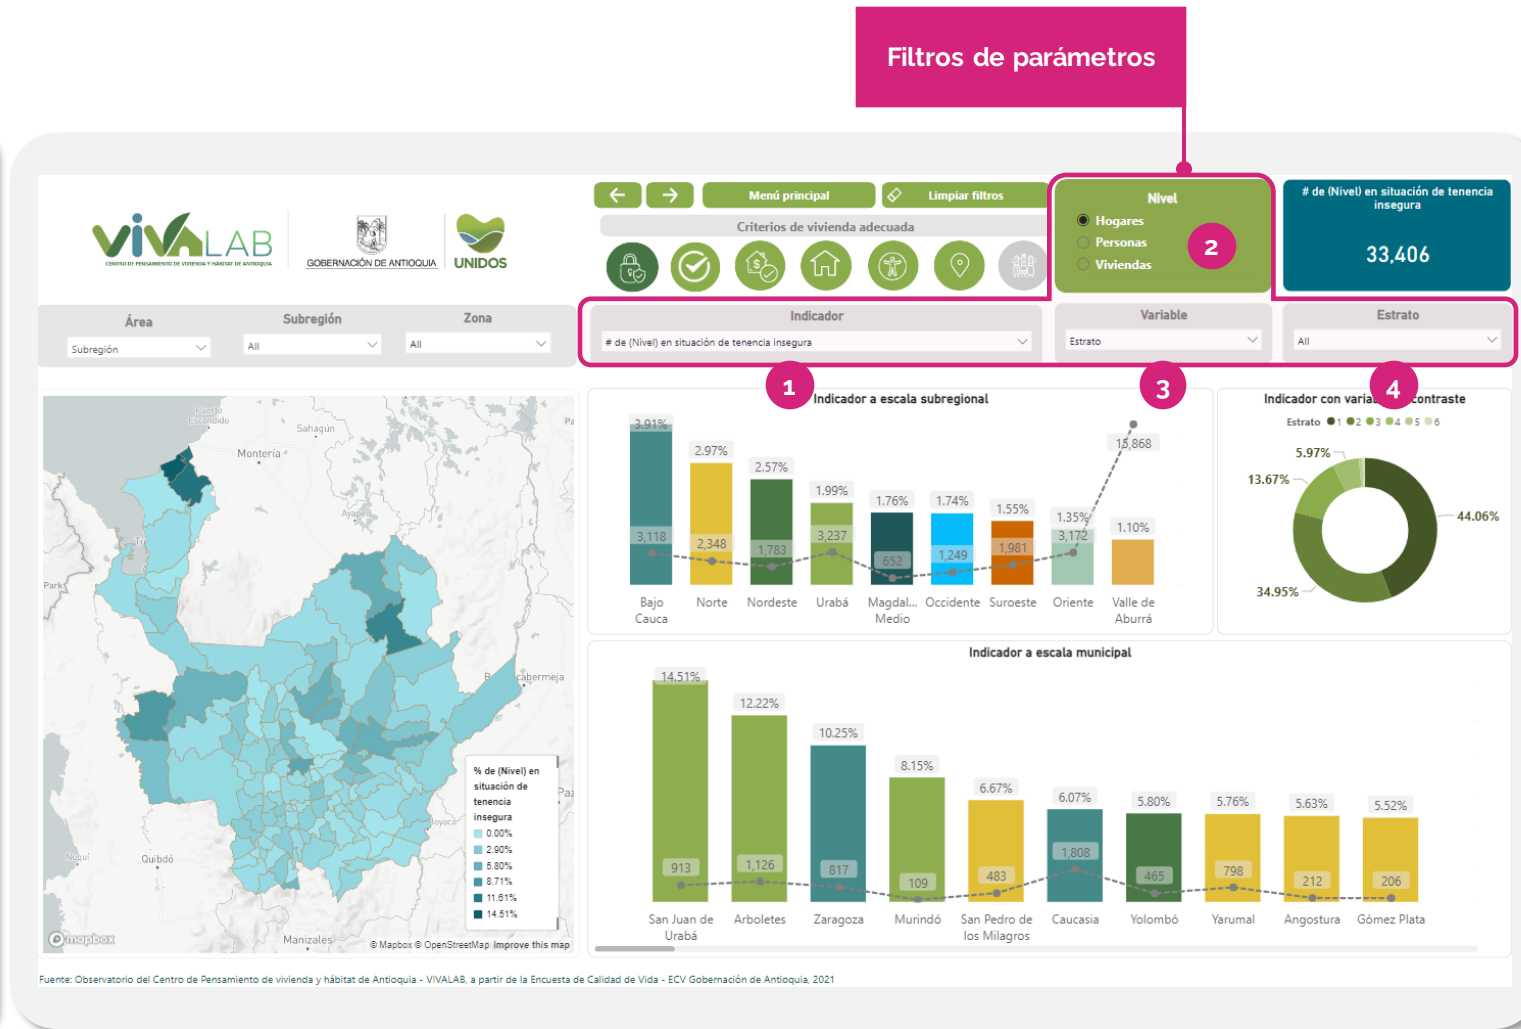 Filtros de parámetros
VIVALAB
CENTRO DE PENSAMIENTO DE VIVIENDA Y HÁBITAT DE ANTIOQUIA
GOBERNACIÓN DE ANTIOQUIA
UNIDOS
Menú principal
Limpiar filtros
Criterios de vivienda adecuada
Nivel
Hogares
Personas
Viviendas
2
# de (Nivel) en situación de tenencia
insegura
33,406
Área
Subregión
Subregión
All
Zona
All
Indicador
# de (Nivel) en situación de tenencia insegura
Variable
Estrato
Estrato
All
1
3
4
Puerto
Escondido
Sahagún
Montería
Ayapel
Tu
Park
Pa
B
cabermeja
Paz
Boyacá
Nuquí
Quibdó
Manizales
% de (Nivel) en
situación de
tenencia
insegura
0.00%
2.90%
5.80%
8.71%
11.61%
14.51%
mapbox
© Mapbox © OpenStreetMap Improve this map
Indicador a escala subregional
3.91%
2.97%
2.57%
1.99%
1.76%
1.74%
1.55%
1.35%
1.10%
3,118
2,348
1,783
3,237
652
1,249
1,981
3,172
15,868
Bajo
Cauca
Norte
Nordeste
Urabá
Magdal...
Medio
Occidente
Suroeste
Oriente
Valle de
Aburrá
Indicador con varia
contraste
Estrato 1 2 3 4 5 6
5.97%
13.67%
44.06%
34.95%
Indicador a escala municipal
14.51%
12.22%
10.25%
8.15%
6.67%
6.07%
5.80%
5.76%
5.63%
5.52%
913
1,126
817
109
483
1,808
465
798
212
206
San Juan de
Urabá
Arboletes
Zaragoza
Murindó
San Pedro de
los Milagros
Caucasia
Yolombó
Yarumal
Angostura
Gómez Plata
Fuente: Observatorio del Centro de Pensamiento de vivienda y hábitat de Antioquia - VIVALAB, a partir de la Encuesta de Calidad de Vida - ECV Gobernación de Antioquia, 2021